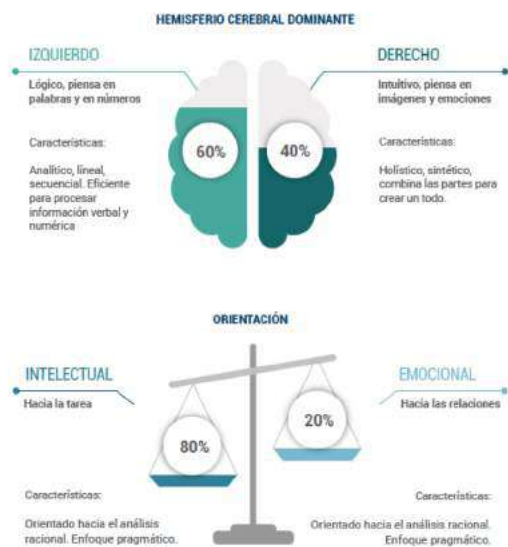 HEMISFERIO CEREBRAL DOMINANTE
IZQUIERDO
Lógico, piensa en
palabras y en números
Características:
Analítico, lineal,
secuencial. Eficiente
para procesar
información verbal y
numérica
60%
40%
DERECHO
Intuitivo, piensa en
imágenes y emociones
Características:
Holístico, sintético,
combina las partes para
crear un todo.
ORIENTACIÓN
INTELECTUAL
Hacia la tarea
80%
Características:
Orientado hacia el análisis
racional. Enfoque pragmático.
EMOCIONAL
Hacia las relaciones
20%
Características:
Orientado hacia el análisis racional.
Enfoque pragmático.